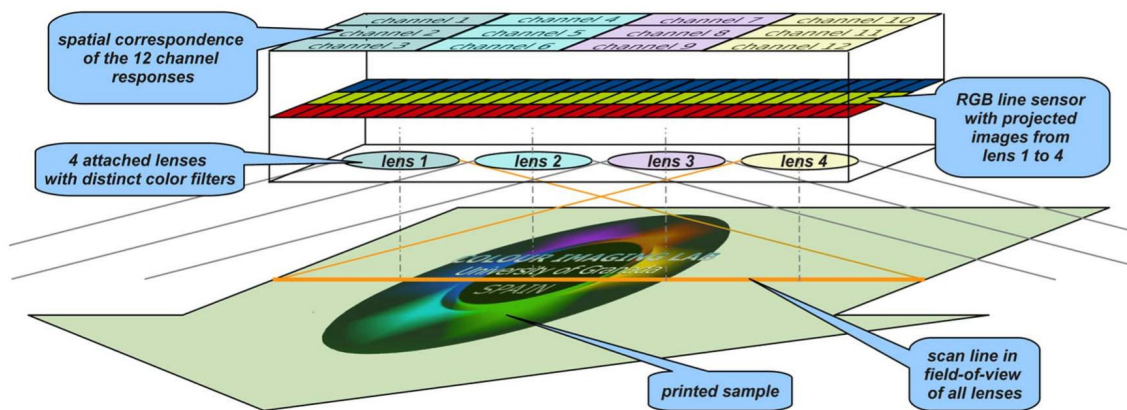 channel 1 channel 4 channel 7 channel 10
channel 2 channel 5 channel 8 channel 11
channel 3 channel 6 channel 9 channel 12
spatial correspondence
of the 12 channel
responses
RGB line sensor
with projected
images from
lens 1 to 4
4 attached lenses
with distinct color filters
lens 1 lens 2 lens 3 lens 4
COLOUR IMAGING LAB
University of Granada
SPAIN
printed sample
scan line in
field-of-view
of all lenses